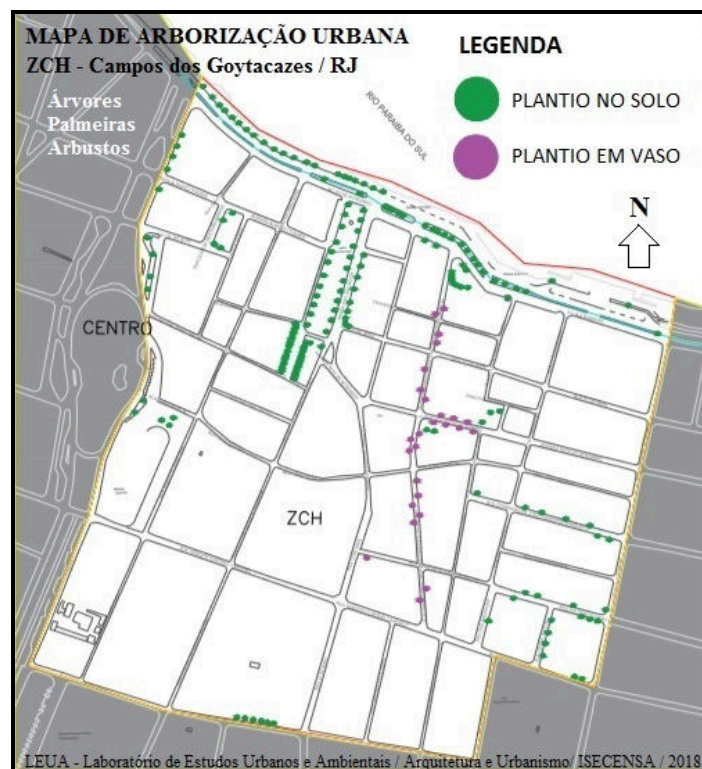 MAPA DE ARBORIZAÇÃO URBANA
ZCH - Campos dos Goytacazes / RJ
Árvores
Palmeiras
Arbustos
LEGENDA
PLANTIO NO SOLO
PLANTIO EM VASO
N
RIO PARAIBA DO SUL
CENTRO
ZCH
LEUA - Laboratório de Estudos Urbanos e Ambientais / Arquitetura e Urbanismo/ ISECENSA / 2018